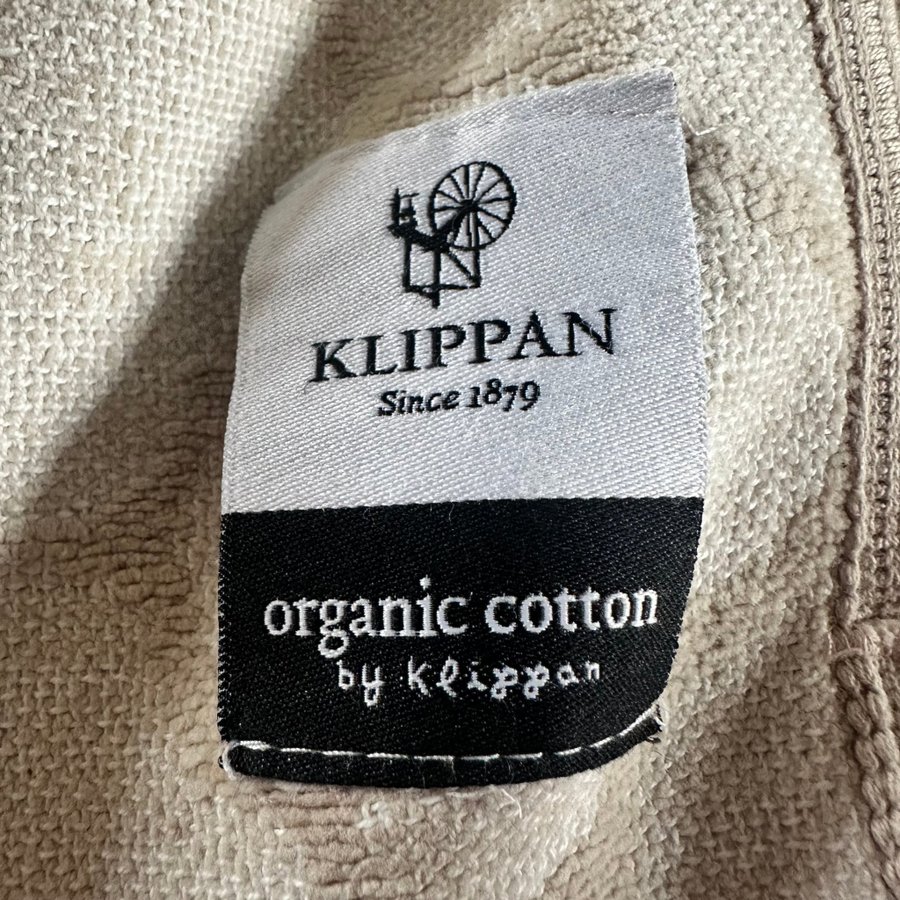 KLIPPAN
Since 1879
organic cotton
by klippan